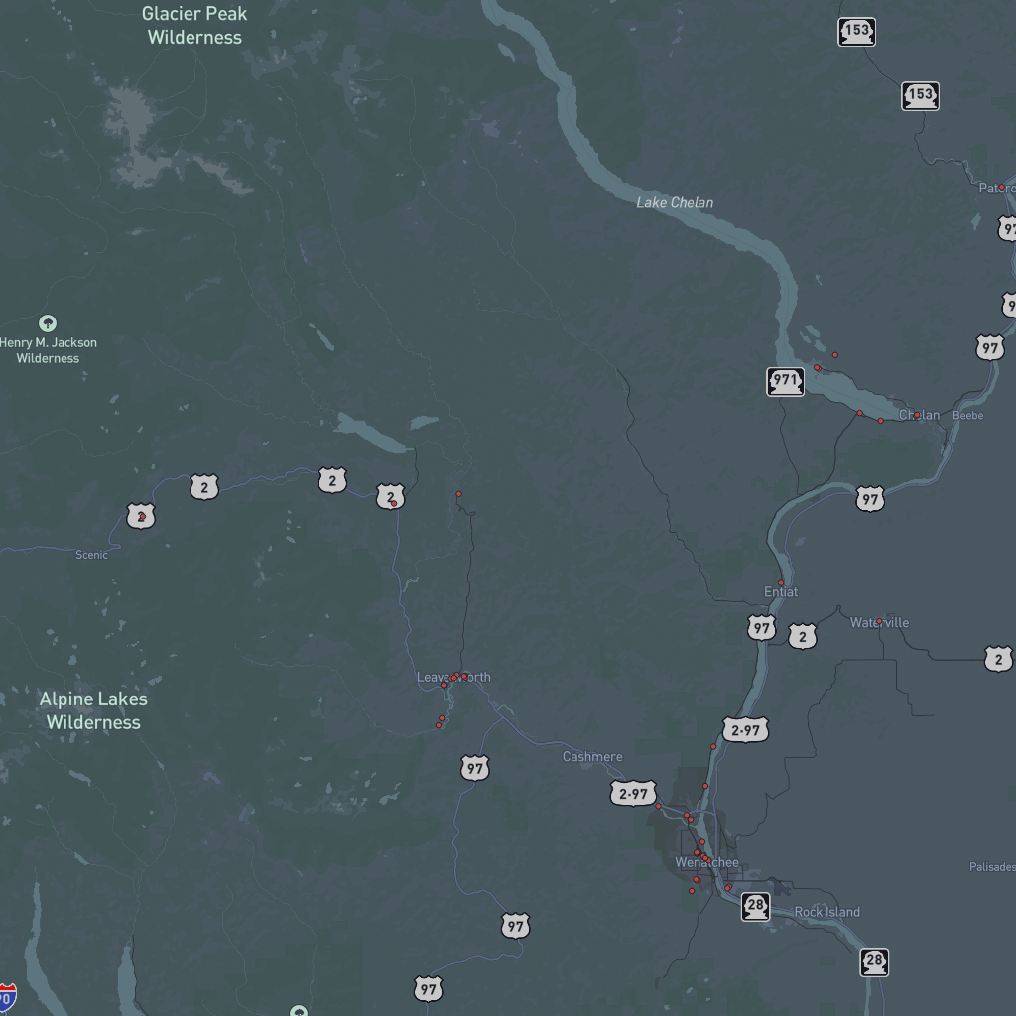 Glacier Peak
Wilderness
153
153
Lake Chelan
97
Henry M. Jackson
Wilderness
97
971
Chelan
Beebe
2
2
2
97
2
Scenic
Entiat
97
2
Waterville
2
Leavenworth
Alpine Lakes
Wilderness
2-97
Cashmere
97
2-97
Wenatchee
Palisades
28
Rock Island
97
28
97